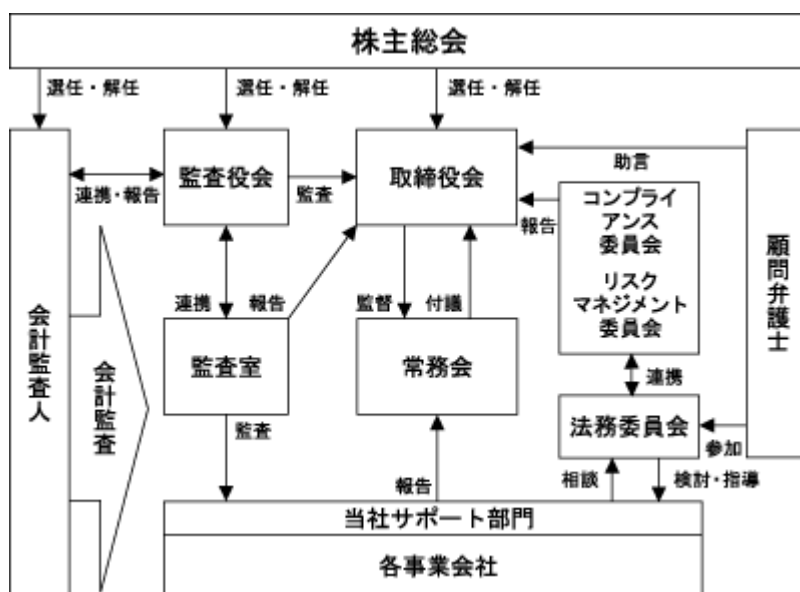 株主総会
選任・解任
選任・解任
選任・解任
監査役会
取締役会
助言
連携・報告
監査
コンプライ
アンス
委員会
リスク
マネジメント
委員会
報告
顧問弁護士
連携
報告
監督
付議
会計監査人
会計監査
監査室
常務会
連携
法務委員会
監査
参加
報告
相談
検討・指導
当社サポート部門
各事業会社